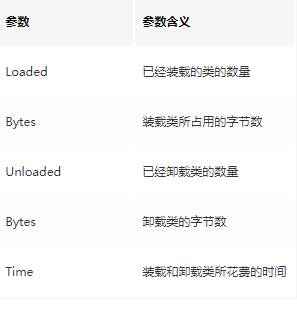 参数 参数含义
Loaded 已经装载的类的数量
Bytes 装载类所占用的字节数
Unloaded 已经卸载类的数量
Bytes 卸载类的字节数
Time 装载和卸载类所花费的时间